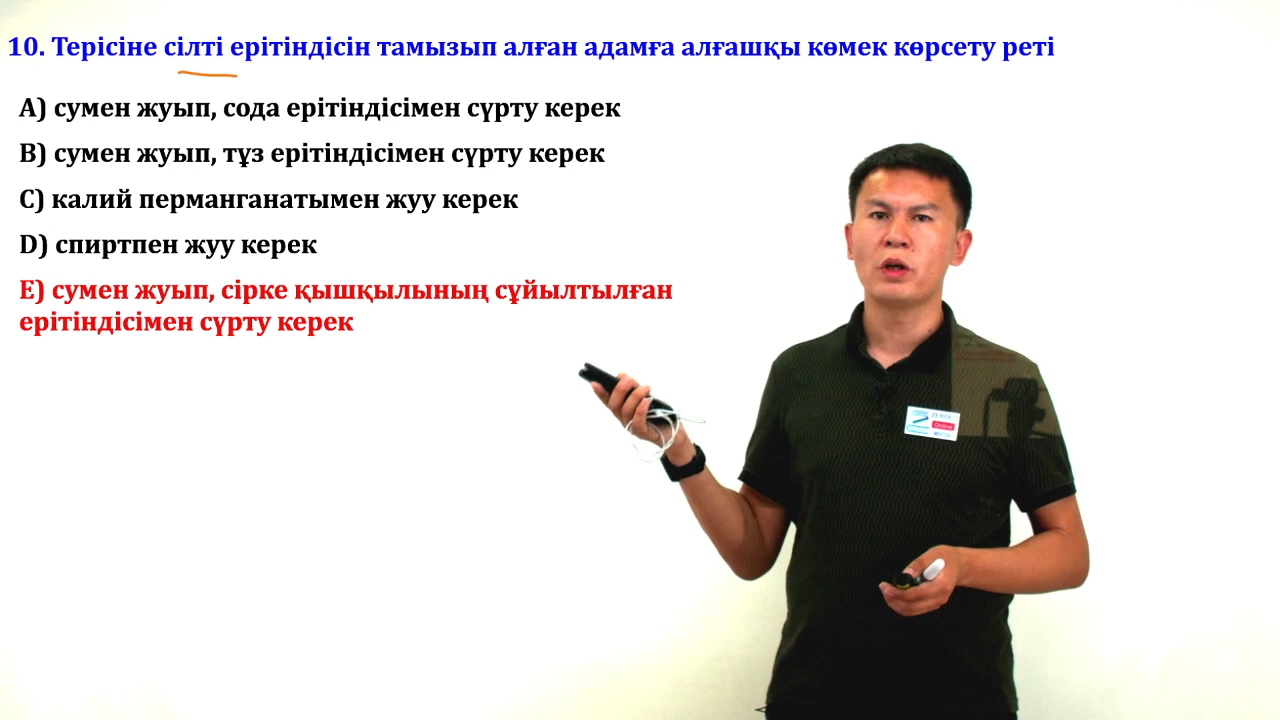 10. Терісіне сілті ерітіндісін тамызып алған адамға алғашқы көмек көрсету реті
A) сумен жуып, сода ерітіндісімен сүрту керек
B) сумен жуып, тұз ерітіндісімен сүрту керек
C) калий перманганатымен жуу керек
D) спиртпен жуу керек
E) сумен жуып, сірке қышқылының сұйылтылған
ерітіндісімен сүрту керек
Online